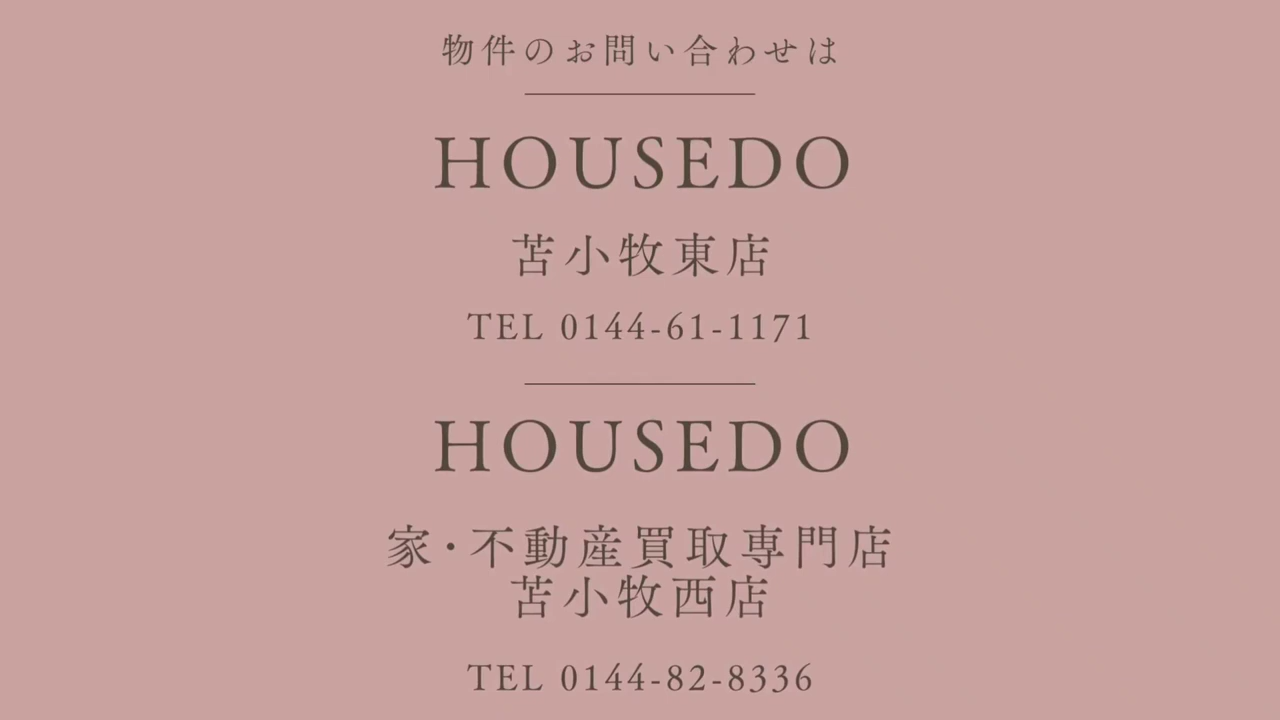 物件のお問い合わせは
HOUSEDO
苫小牧東店
TEL 0144-61-1171
HOUSEDO
家・不動産買取専門店
苫小牧西店
TEL 0144-82-8336